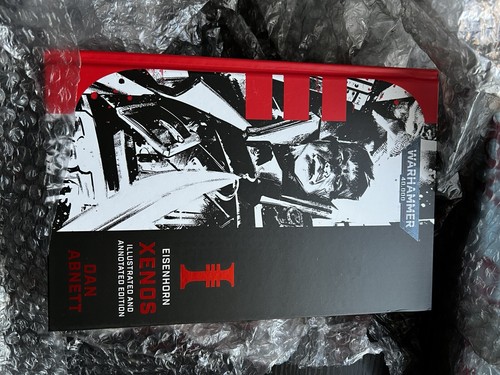 WARHAMMER
40,000
EISENHORN
XENOS
ILLUSTRATED AND
ANNOTATED EDITION
DAN
ABNETT